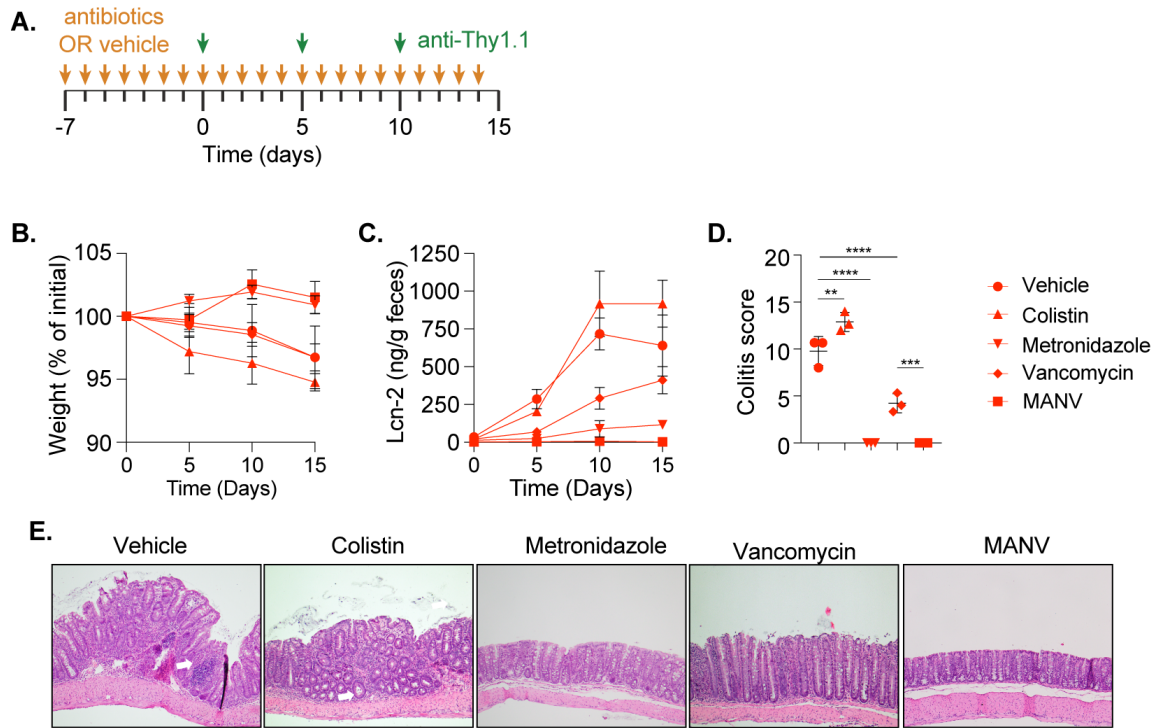 A.
antibiotics
OR vehicle
anti-Thy1.1
-7 0 5 10 15
Time (days)
B.
Weight (% of initial)
105
100
95
90
0 5 10 15
Time (Days)
C.
Lcn-2 (ng/g feces)
1250
1000
750
500
250
0
0 5 10 15
Time (Days)
D.
Colitis score
20
15
10
5
0
****
****
**
***
Vehicle
Colistin
Metronidazole
Vancomycin
MANV
E.
Vehicle Colistin Metronidazole Vancomycin MANV